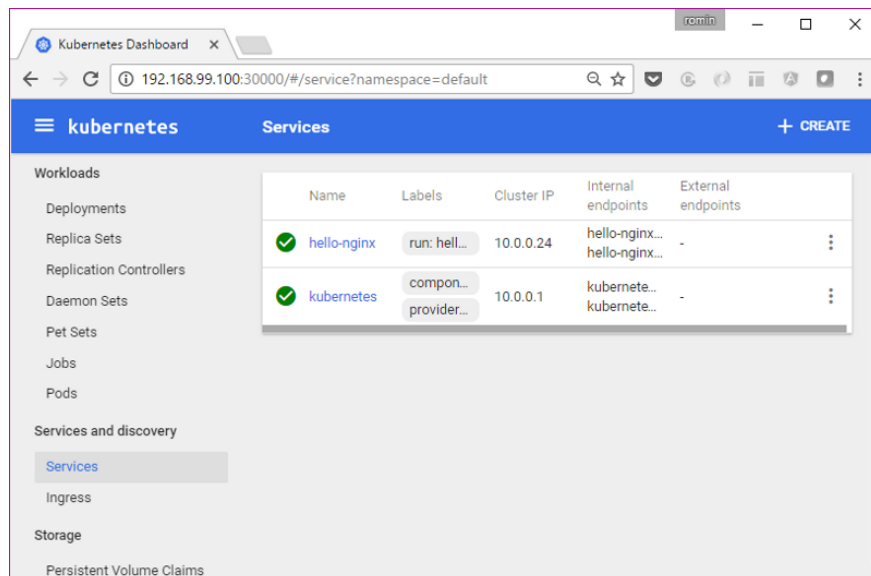 romin
Kubernetes Dashboard
192.168.99.100:30000/#/service?namespace=default
kubernetes
Services
+ CREATE
Workloads
Deployments
Replica Sets
Replication Controllers
Daemon Sets
Pet Sets
Jobs
Pods
Services and discovery
Services
Ingress
Storage
Persistent Volume Claims
Name Labels Cluster IP Internal endpoints External endpoints
hello-nginx run: hell... 10.0.0.24 hello-nginx... -
hello-nginx...
kubernetes compon... 10.0.0.1 kubernete... -
provider... kubernete...